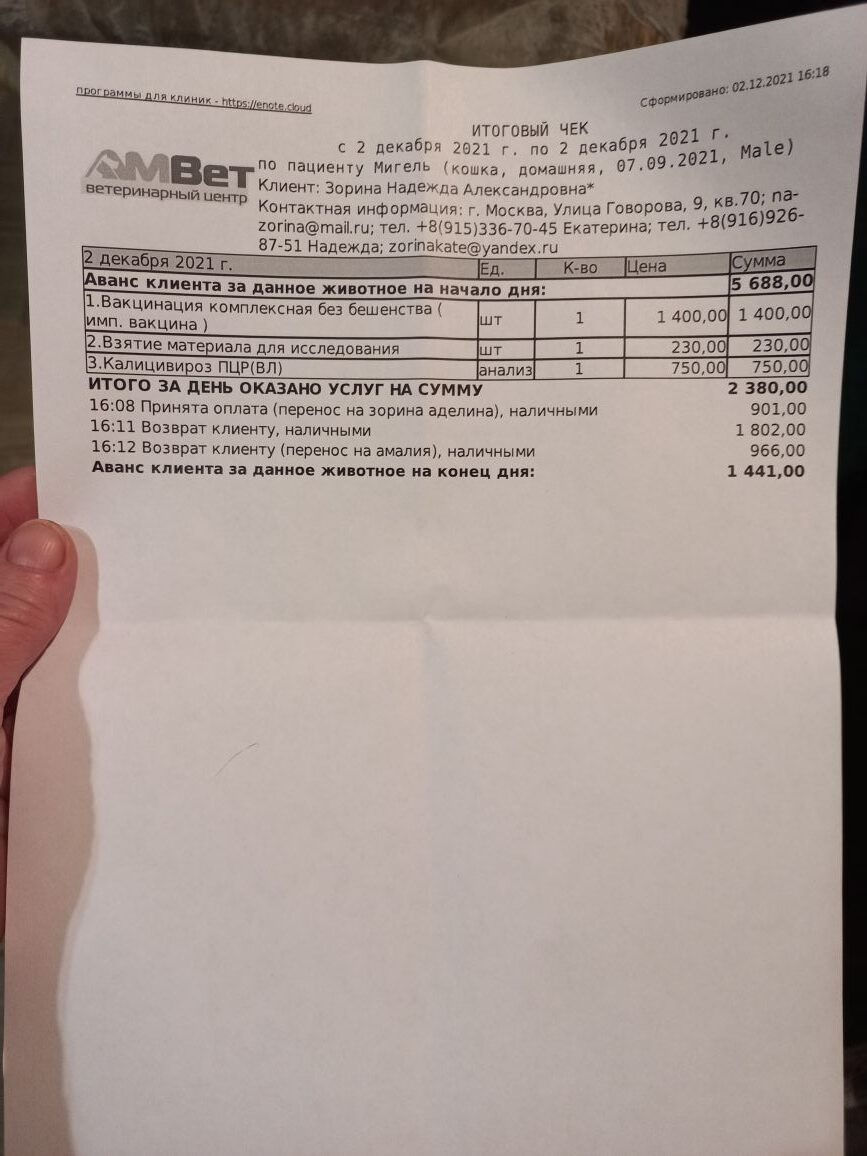 программы для клиник - https://enote.cloud
Сформировано: 02.12.2021 16:18
ИТОГОВЫЙ ЧЕК
с 2 декабря 2021 г. по 2 декабря 2021 г.
АМВет
ветеринарный центр
по пациенту Мигель (кошка, домашняя, 07.09.2021, Male)
Клиент: Зорина Надежда Александровна*
Контактная информация: г. Москва, Улица Говорова, 9, кв.70; na-
zorina@mail.ru; тел. +8(915)336-70-45 Екатерина; тел. +8(916)926-
87-51 Надежда; zorinakate@yandex.ru
2 декабря 2021 г. Ед. К-во Цена Сумма
Аванс клиента за данное животное на начало дня: 5 688,00
1.Вакцинация комплексная без бешенства (
имп. вакцина ) шт 1 1 400,00 1 400,00
2.Взятие материала для исследования шт 1 230,00 230,00
3.Калицивироз ПЦР(ВЛ) анализ 1 750,00 750,00
ИТОГО ЗА ДЕНЬ ОКАЗАНО УСЛУГ НА СУММУ 2 380,00
16:08 Принята оплата (перенос на зорина аделина), наличными 901,00
16:11 Возврат клиенту, наличными 1 802,00
16:12 Возврат клиенту (перенос на амалия), наличными 966,00
Аванс клиента за данное животное на конец дня: 1 441,00